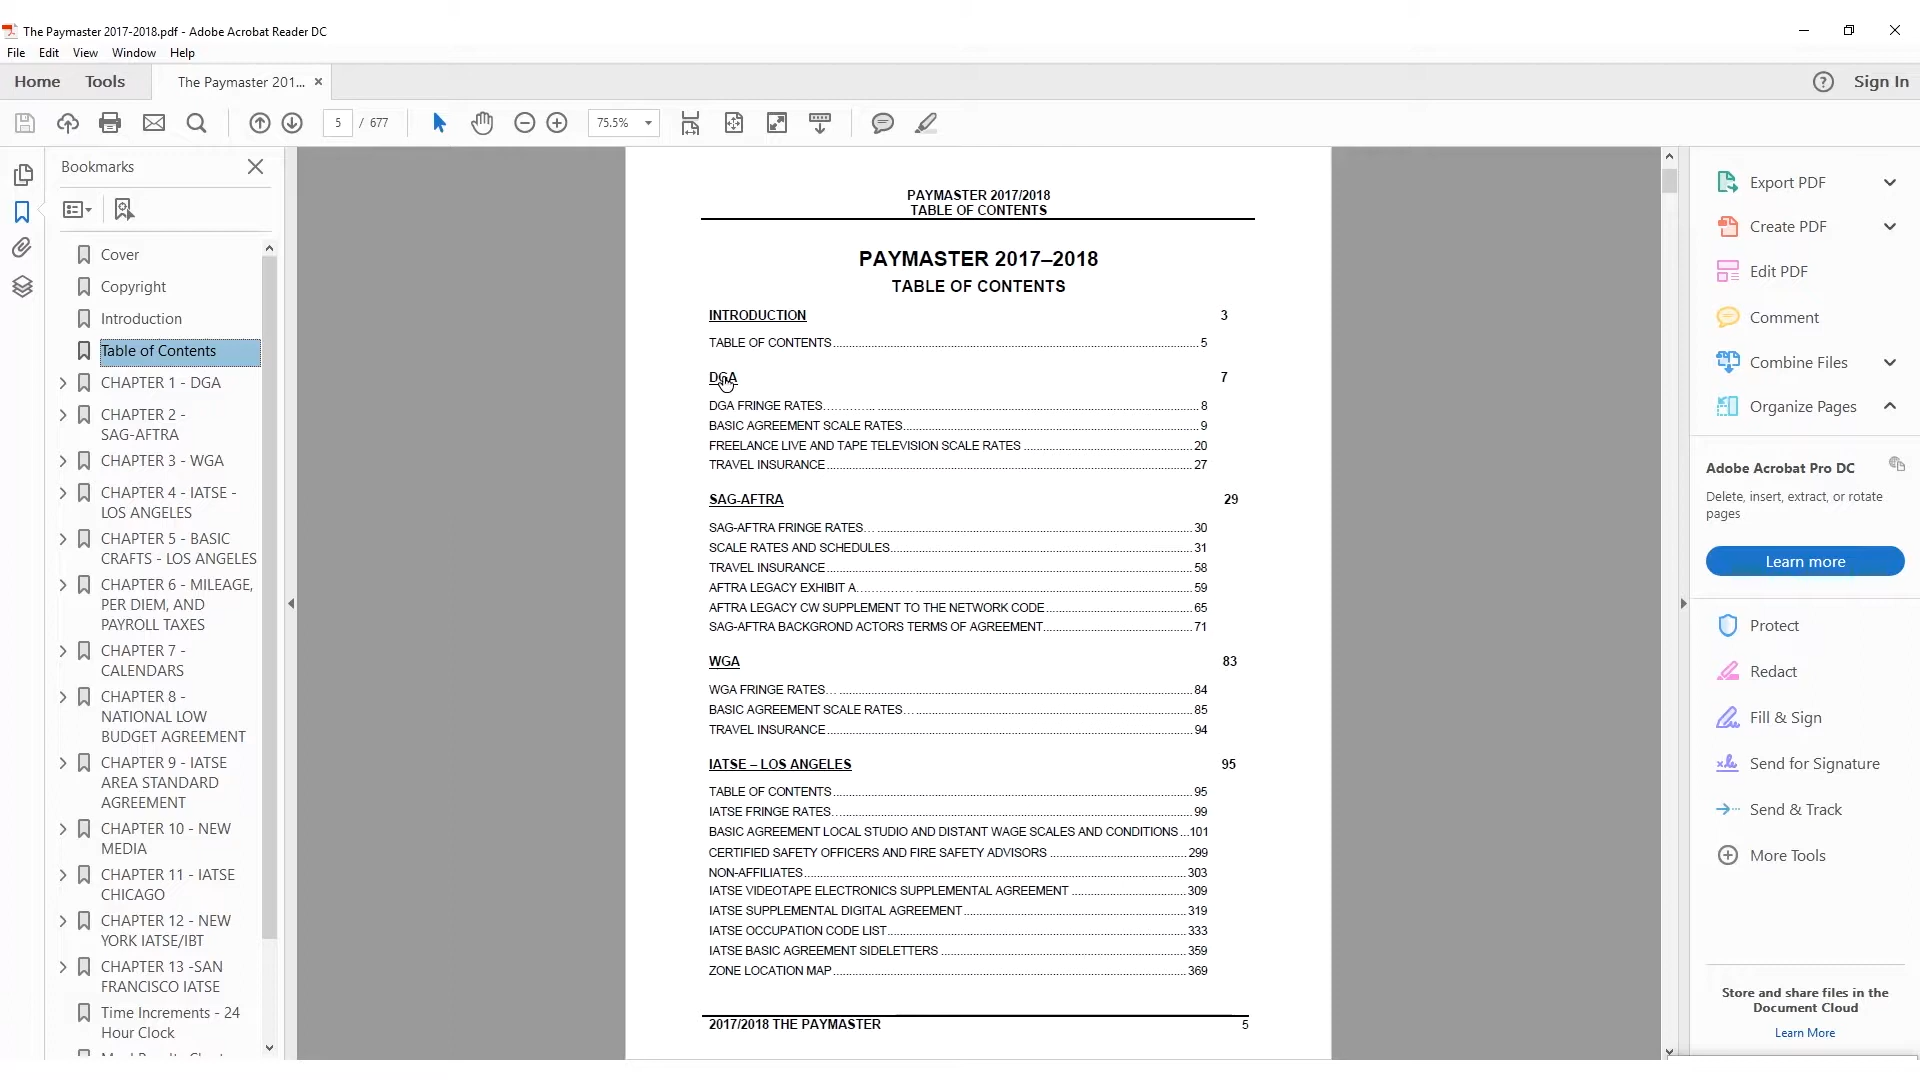 The Paymaster 2017-2018.pdf - Adobe Acrobat Reader DC
File Edit View Window Help
Home Tools The Paymaster 201... × Sign In
5 / 677 75.5%
Bookmarks
Cover
Copyright
Introduction
Table of Contents
CHAPTER 1 - DGA
CHAPTER 2 -
SAG-AFTRA
CHAPTER 3 - WGA
CHAPTER 4 - IATSE -
LOS ANGELES
CHAPTER 5 - BASIC
CRAFTS - LOS ANGELES
CHAPTER 6 - MILEAGE,
PER DIEM, AND
PAYROLL TAXES
CHAPTER 7 -
CALENDARS
CHAPTER 8 -
NATIONAL LOW
BUDGET AGREEMENT
CHAPTER 9 - IATSE
AREA STANDARD
AGREEMENT
CHAPTER 10 - NEW
MEDIA
CHAPTER 11 - IATSE
CHICAGO
CHAPTER 12 - NEW
YORK IATSE/IBT
CHAPTER 13 -SAN
FRANCISCO IATSE
Time Increments - 24
Hour Clock
PAYMASTER 2017/2018
TABLE OF CONTENTS
PAYMASTER 2017–2018
TABLE OF CONTENTS
INTRODUCTION 3
TABLE OF CONTENTS 5
DGA 7
DGA FRINGE RATES 8
BASIC AGREEMENT SCALE RATES 9
FREELANCE LIVE AND TAPE TELEVISION SCALE RATES 20
TRAVEL INSURANCE 27
SAG-AFTRA 29
SAG-AFTRA FRINGE RATES 30
SCALE RATES AND SCHEDULES 31
TRAVEL INSURANCE 58
AFTRA LEGACY EXHIBIT A 59
AFTRA LEGACY CW SUPPLEMENT TO THE NETWORK CODE 65
SAG-AFTRA BACKGROND ACTORS TERMS OF AGREEMENT 71
WGA 83
WGA FRINGE RATES 84
BASIC AGREEMENT SCALE RATES 85
TRAVEL INSURANCE 94
IATSE – LOS ANGELES 95
TABLE OF CONTENTS 95
IATSE FRINGE RATES 99
BASIC AGREEMENT LOCAL STUDIO AND DISTANT WAGE SCALES AND CONDITIONS 101
CERTIFIED SAFETY OFFICERS AND FIRE SAFETY ADVISORS 299
NON-AFFILIATES 303
IATSE VIDEOTAPE ELECTRONICS SUPPLEMENTAL AGREEMENT 309
IATSE SUPPLEMENTAL DIGITAL AGREEMENT 319
IATSE OCCUPATION CODE LIST 333
IATSE BASIC AGREEMENT SIDELETTERS 359
ZONE LOCATION MAP 369
2017/2018 THE PAYMASTER 5
Export PDF
Create PDF
Edit PDF
Comment
Combine Files
Organize Pages
Adobe Acrobat Pro DC
Delete, insert, extract, or rotate
pages
Learn more
Protect
Redact
Fill & Sign
Send for Signature
Send & Track
More Tools
Store and share files in the
Document Cloud
Learn More